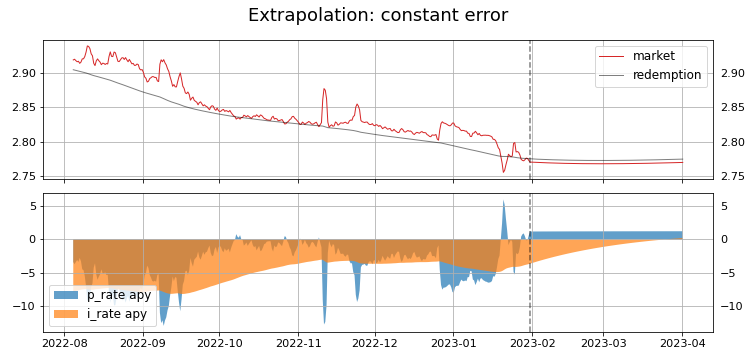 Extrapolation: constant error
2.90 2.90
2.85 2.85
2.80 2.80
2.75 2.75
market
redemption
5 5
0 0
−5 −5
−10 −10
p_rate apy
i_rate apy
2022-08 2022-09 2022-10 2022-11 2022-12 2023-01 2023-02 2023-03 2023-04